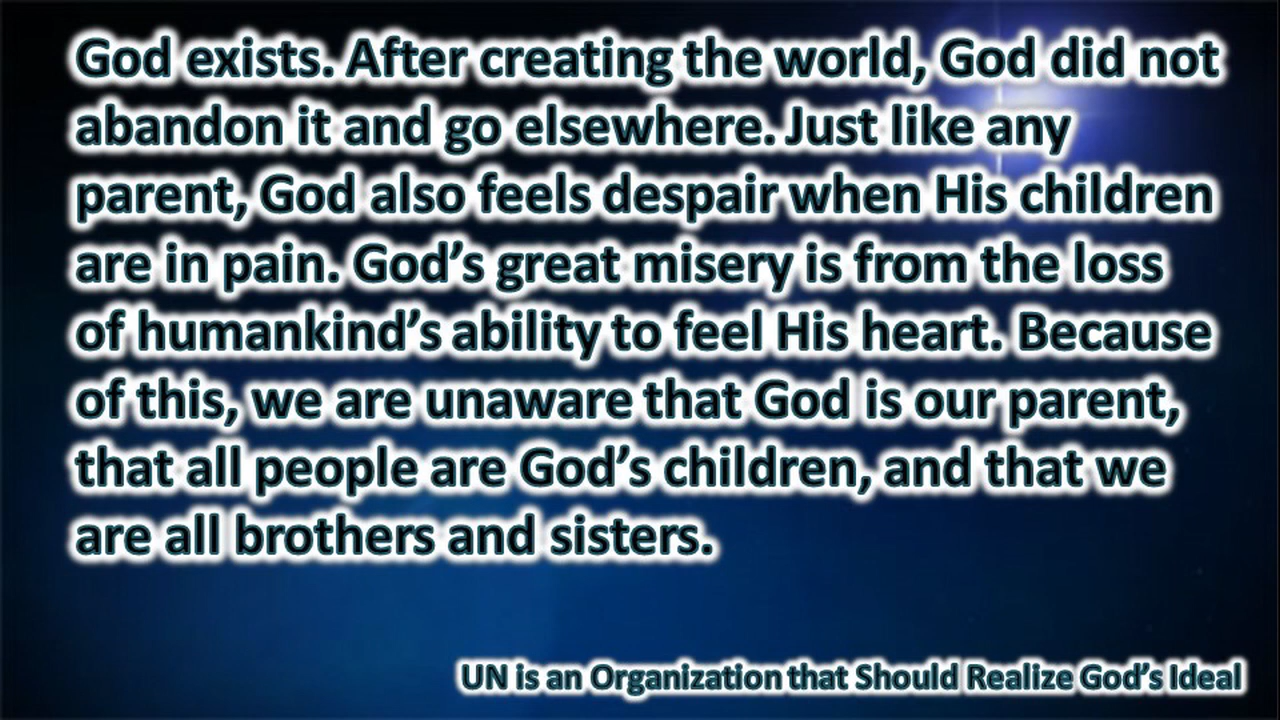 God exists. After creating the world, God did not
abandon it and go elsewhere. Just like any
parent, God also feels despair when His children
are in pain. God’s great misery is from the loss
of humankind’s ability to feel His heart. Because
of this, we are unaware that God is our parent,
that all people are God’s children, and that we
are all brothers and sisters.
UN is an Organization that Should Realize God’s Ideal